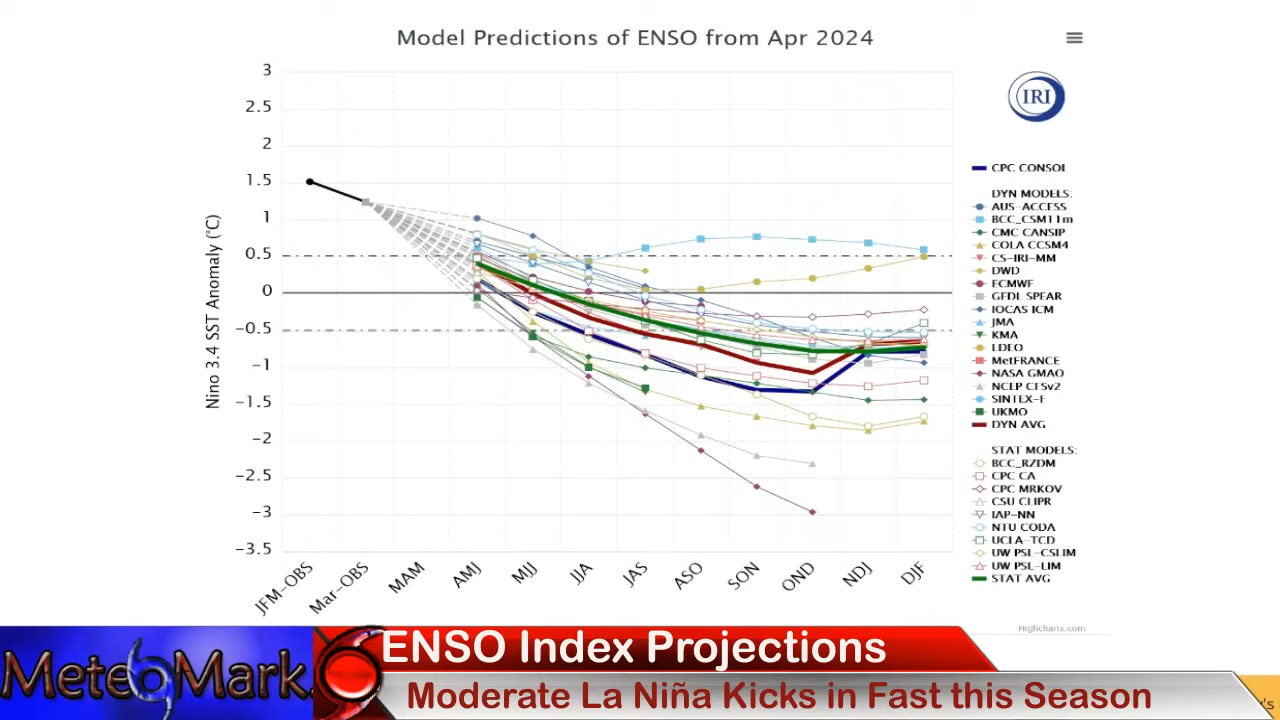 Model Predictions of ENSO from Apr 2024
IRI
Nino 3.4 SST Anomaly (°C)
3
2.5
2
1.5
1
0.5
0
−0.5
−1
−1.5
−2
−2.5
−3
−3.5
JFM-OBS
Mar-OBS
MAM
AMJ
MJJ
JJA
JAS
ASO
SON
OND
NDJ
DJF
CPC CONSOL
DYN MODELS:
AUS-ACCESS
BCC_CSM11m
CMC CANSIP
COLA CCSM4
CS-IRI-MM
DWD
ECMWF
GFDL SPEAR
IOCAS ICM
JMA
KMA
LDEO
MetFRANCE
NASA GMAO
NCEP CFSv2
SINTEX-F
UKMO
DYN AVG
STAT MODELS:
BCC_RZDM
CPC CA
CPC MRKOV
CSU CLIPR
IAP-NN
NTU CODA
UCLA-TCD
UW PSL-CSLIM
UW PSL-LIM
STAT AVG
Highcharts.com
MeteoMark.
ENSO Index Projections
Moderate La Niña Kicks in Fast this Season
's